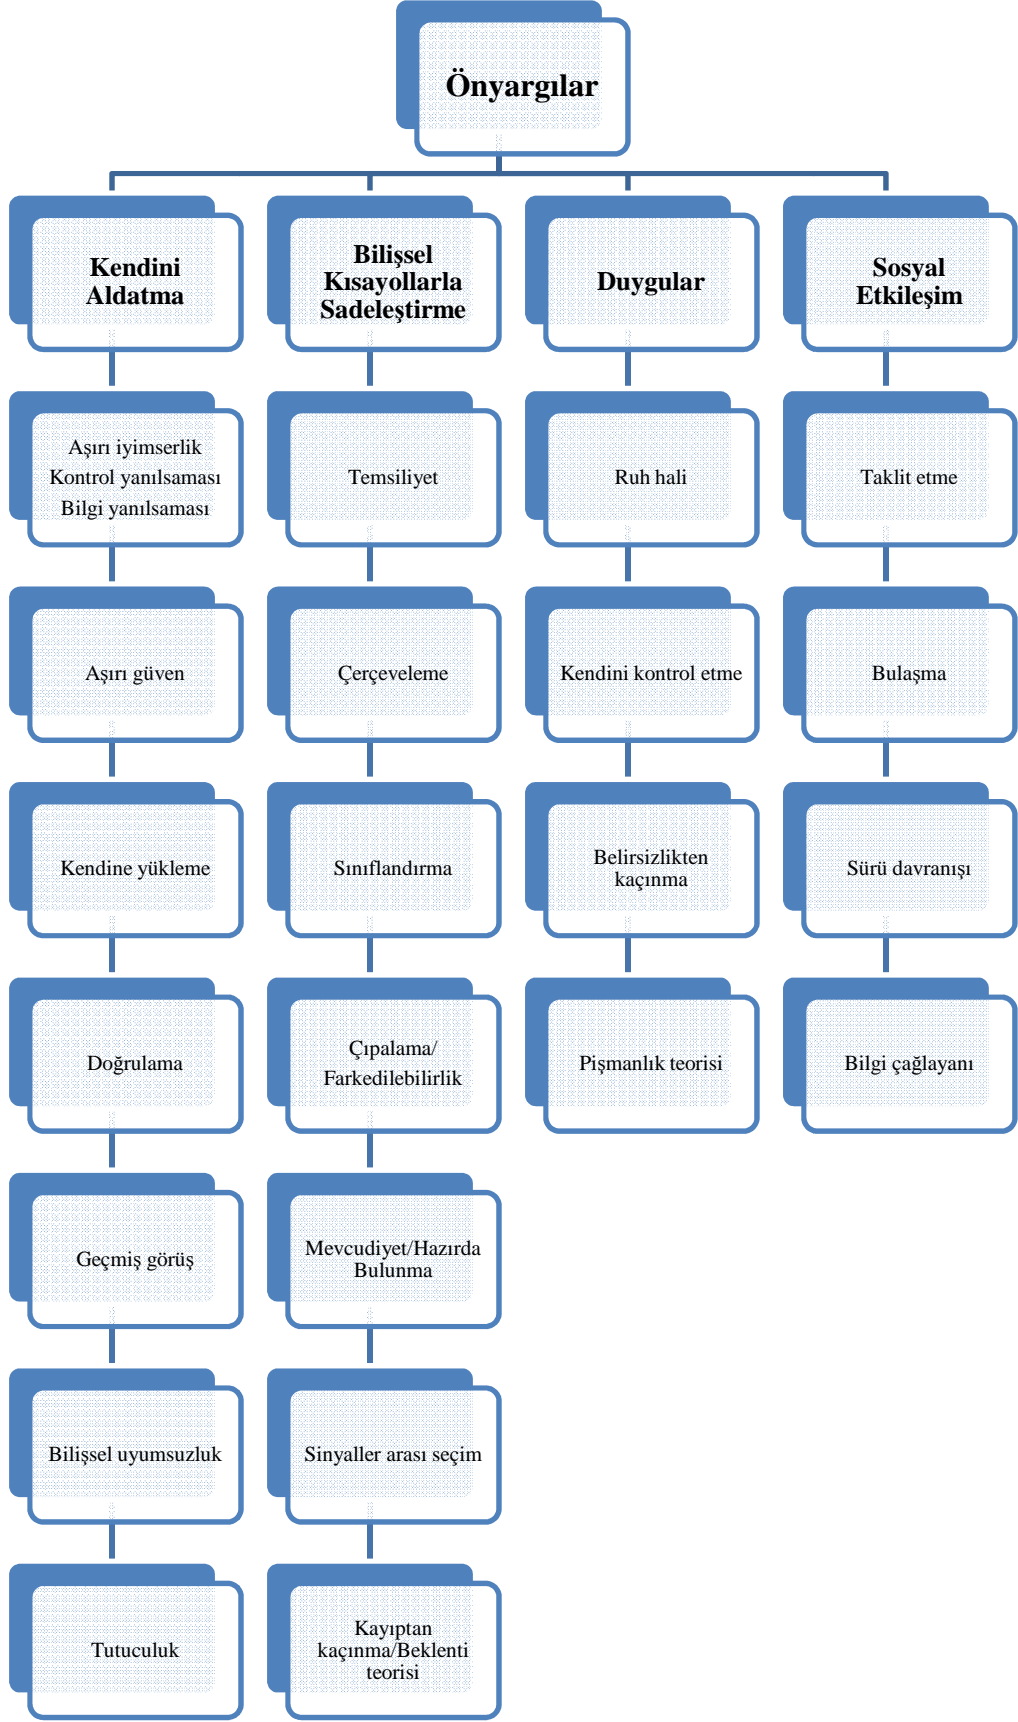 Önyargılar
Kendini
Aldatma
Bilişsel
Kısayollarla
Sadeleştirme
Duygular
Sosyal
Etkileşim
Aşırı iyimserlik
Kontrol yanılsaması
Bilgi yanılsaması
Temsiliyet
Ruh hali
Taklit etme
Aşırı güven
Çerçeveleme
Kendini kontrol etme
Bulaşma
Kendine yükleme
Sınıflandırma
Belirsizlikten
kaçınma
Sürü davranışı
Doğrulama
Çıpalama/
Farkedilebilirlik
Pişmanlık teorisi
Bilgi çağlayanı
Geçmiş görüş
Mevcudiyet/Hazırda
Bulunma
Bilişsel uyumsuzluk
Sinyaller arası seçim
Tutuculuk
Kayıptan
kaçınma/Beklenti
teorisi